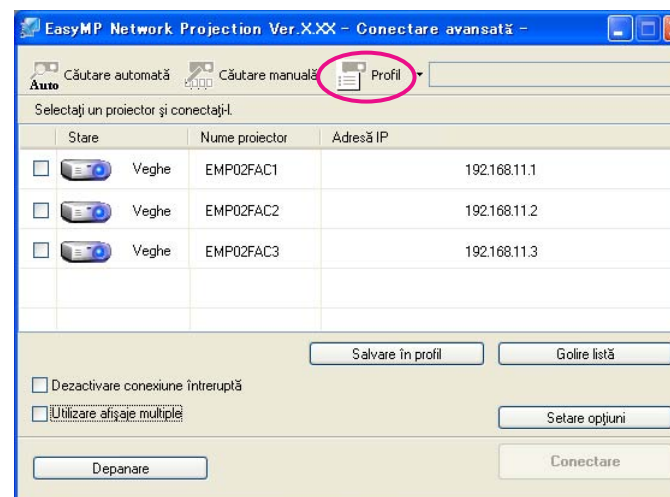 EasyMP Network Projection Ver.X.XX – Conectare avansată –
Auto Căutare automată Căutare manuală Profil
Selectaţi un proiector şi conectaţi-l.
Stare Nume proiector Adresă IP
Veghe EMP02FAC1 192.168.11.1
Veghe EMP02FAC2 192.168.11.2
Veghe EMP02FAC3 192.168.11.3
Salvare în profil Golire listă
Dezactivare conexiune întreruptă
Utilizare afişaje multiple
Setare opţiuni
Depanare Conectare